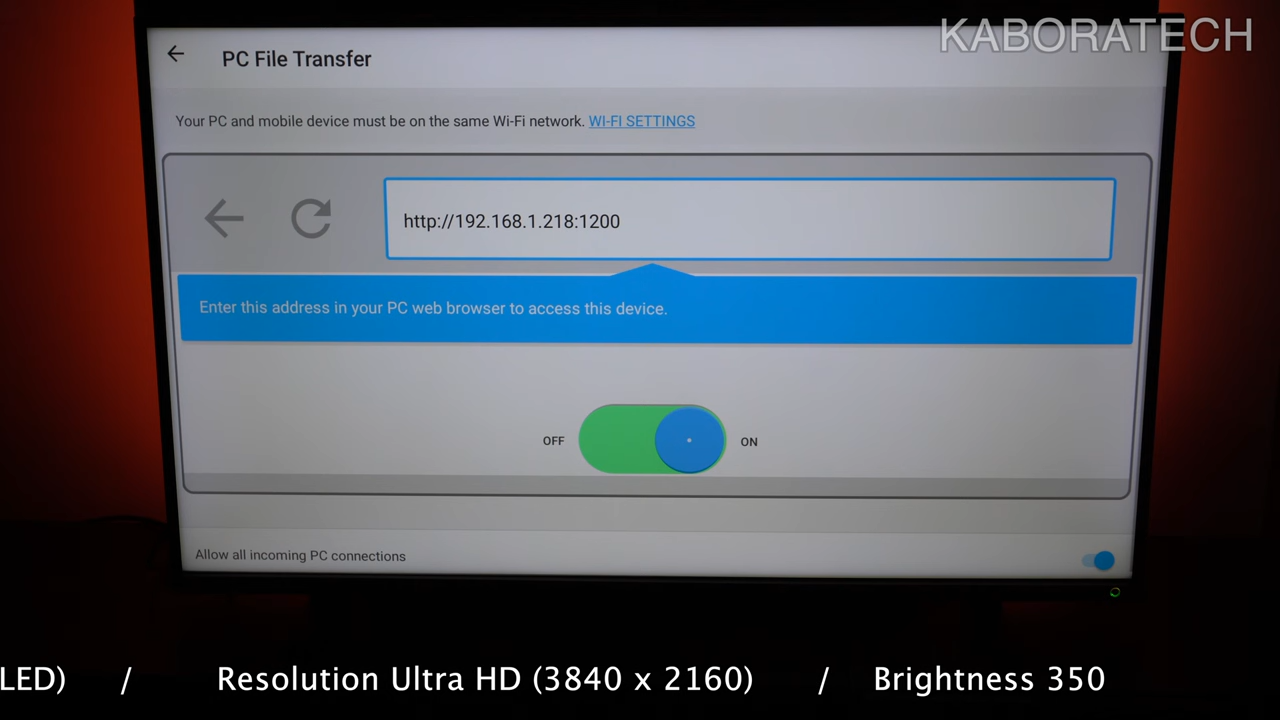 KABORATECH
PC File Transfer
Your PC and mobile device must be on the same Wi-Fi network. WI-FI SETTINGS
http://192.168.1.218:1200
Enter this address in your PC web browser to access this device.
OFF ON
Allow all incoming PC connections
LED) / Resolution Ultra HD (3840 x 2160) / Brightness 350